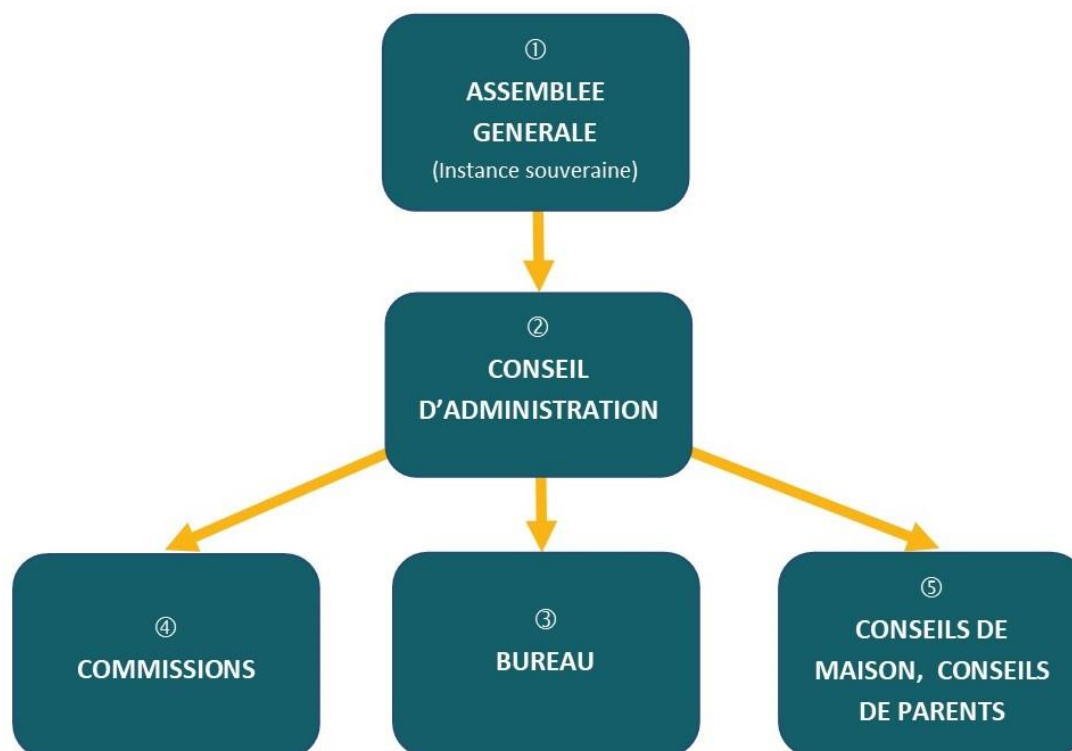 ①
ASSEMBLEE
GENERALE
(Instance souveraine)
②
CONSEIL
D’ADMINISTRATION
④
COMMISSIONS
③
BUREAU
⑤
CONSEILS DE
MAISON, CONSEILS
DE PARENTS